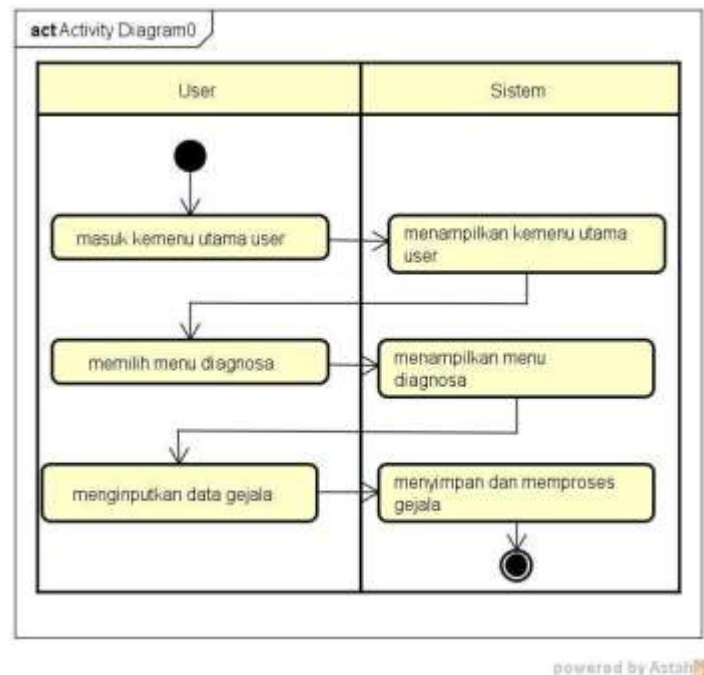 act Activity Diagram0
User
Sistem
masuk kemenu utama user
menampilkan kemenu utama
user
memilih menu diagnosa
menampilkan menu
diagnosa
menginputkan data gejala
menyimpan dan memproses
gejala
powered by Astah